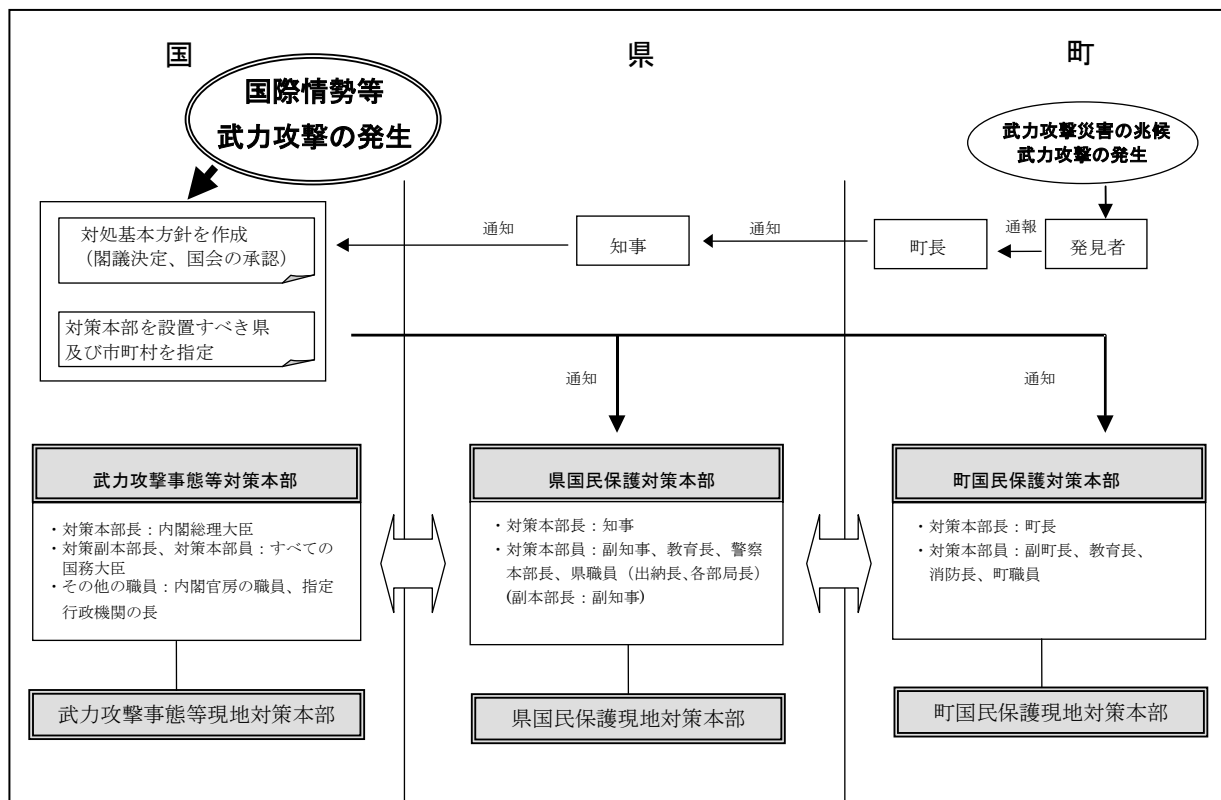 国
県
町
国際情勢等
武力攻撃の発生
武力攻撃災害の兆候
武力攻撃の発生
対処基本方針を作成
(閣議決定、国会の承認)
通知
知事
通知
町長
通報
発見者
対策本部を設置すべき県
及び市町村を指定
通知
通知
武力攻撃事態等対策本部
・対策本部長：内閣総理大臣
・対策副本部長、対策本部員：すべての
国務大臣
・その他の職員：内閣官房の職員、指定
行政機関の長
県国民保護対策本部
・対策本部長：知事
・対策本部員：副知事、教育長、警察
本部長、県職員（出納長、各部局長）
(副本部長：副知事)
町国民保護対策本部
・対策本部長：町長
・対策本部員：副町長、教育長、
消防長、町職員
武力攻撃事態等現地対策本部
県国民保護現地対策本部
町国民保護現地対策本部